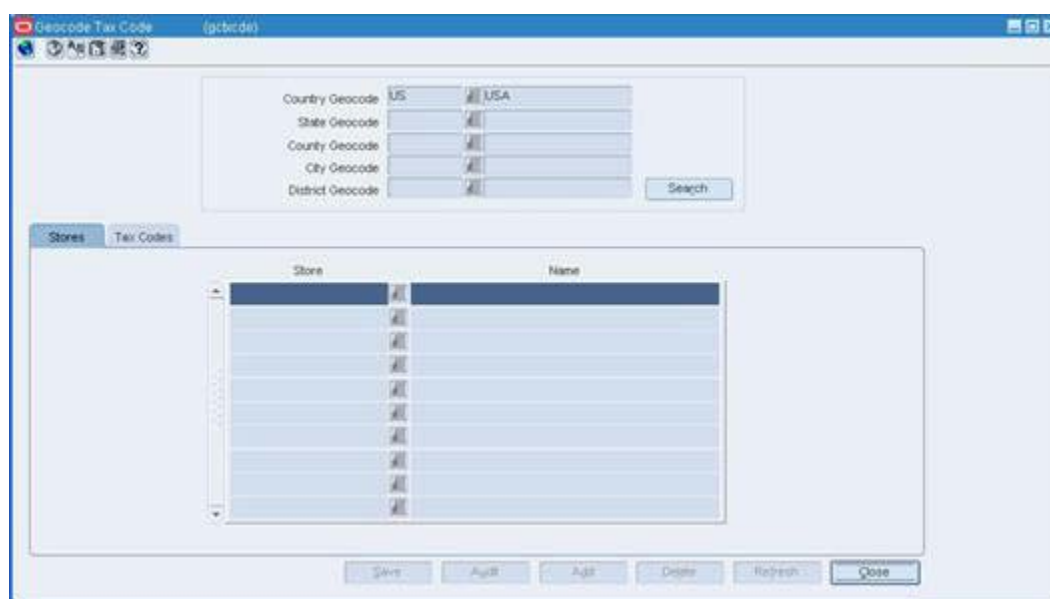 Geocode Tax Code (gctxcde)
Country Geocode US USA
State Geocode
County Geocode
City Geocode
District Geocode
Search
Stores Tax Codes
Store Name
Save Audit Add Delete Refresh Close